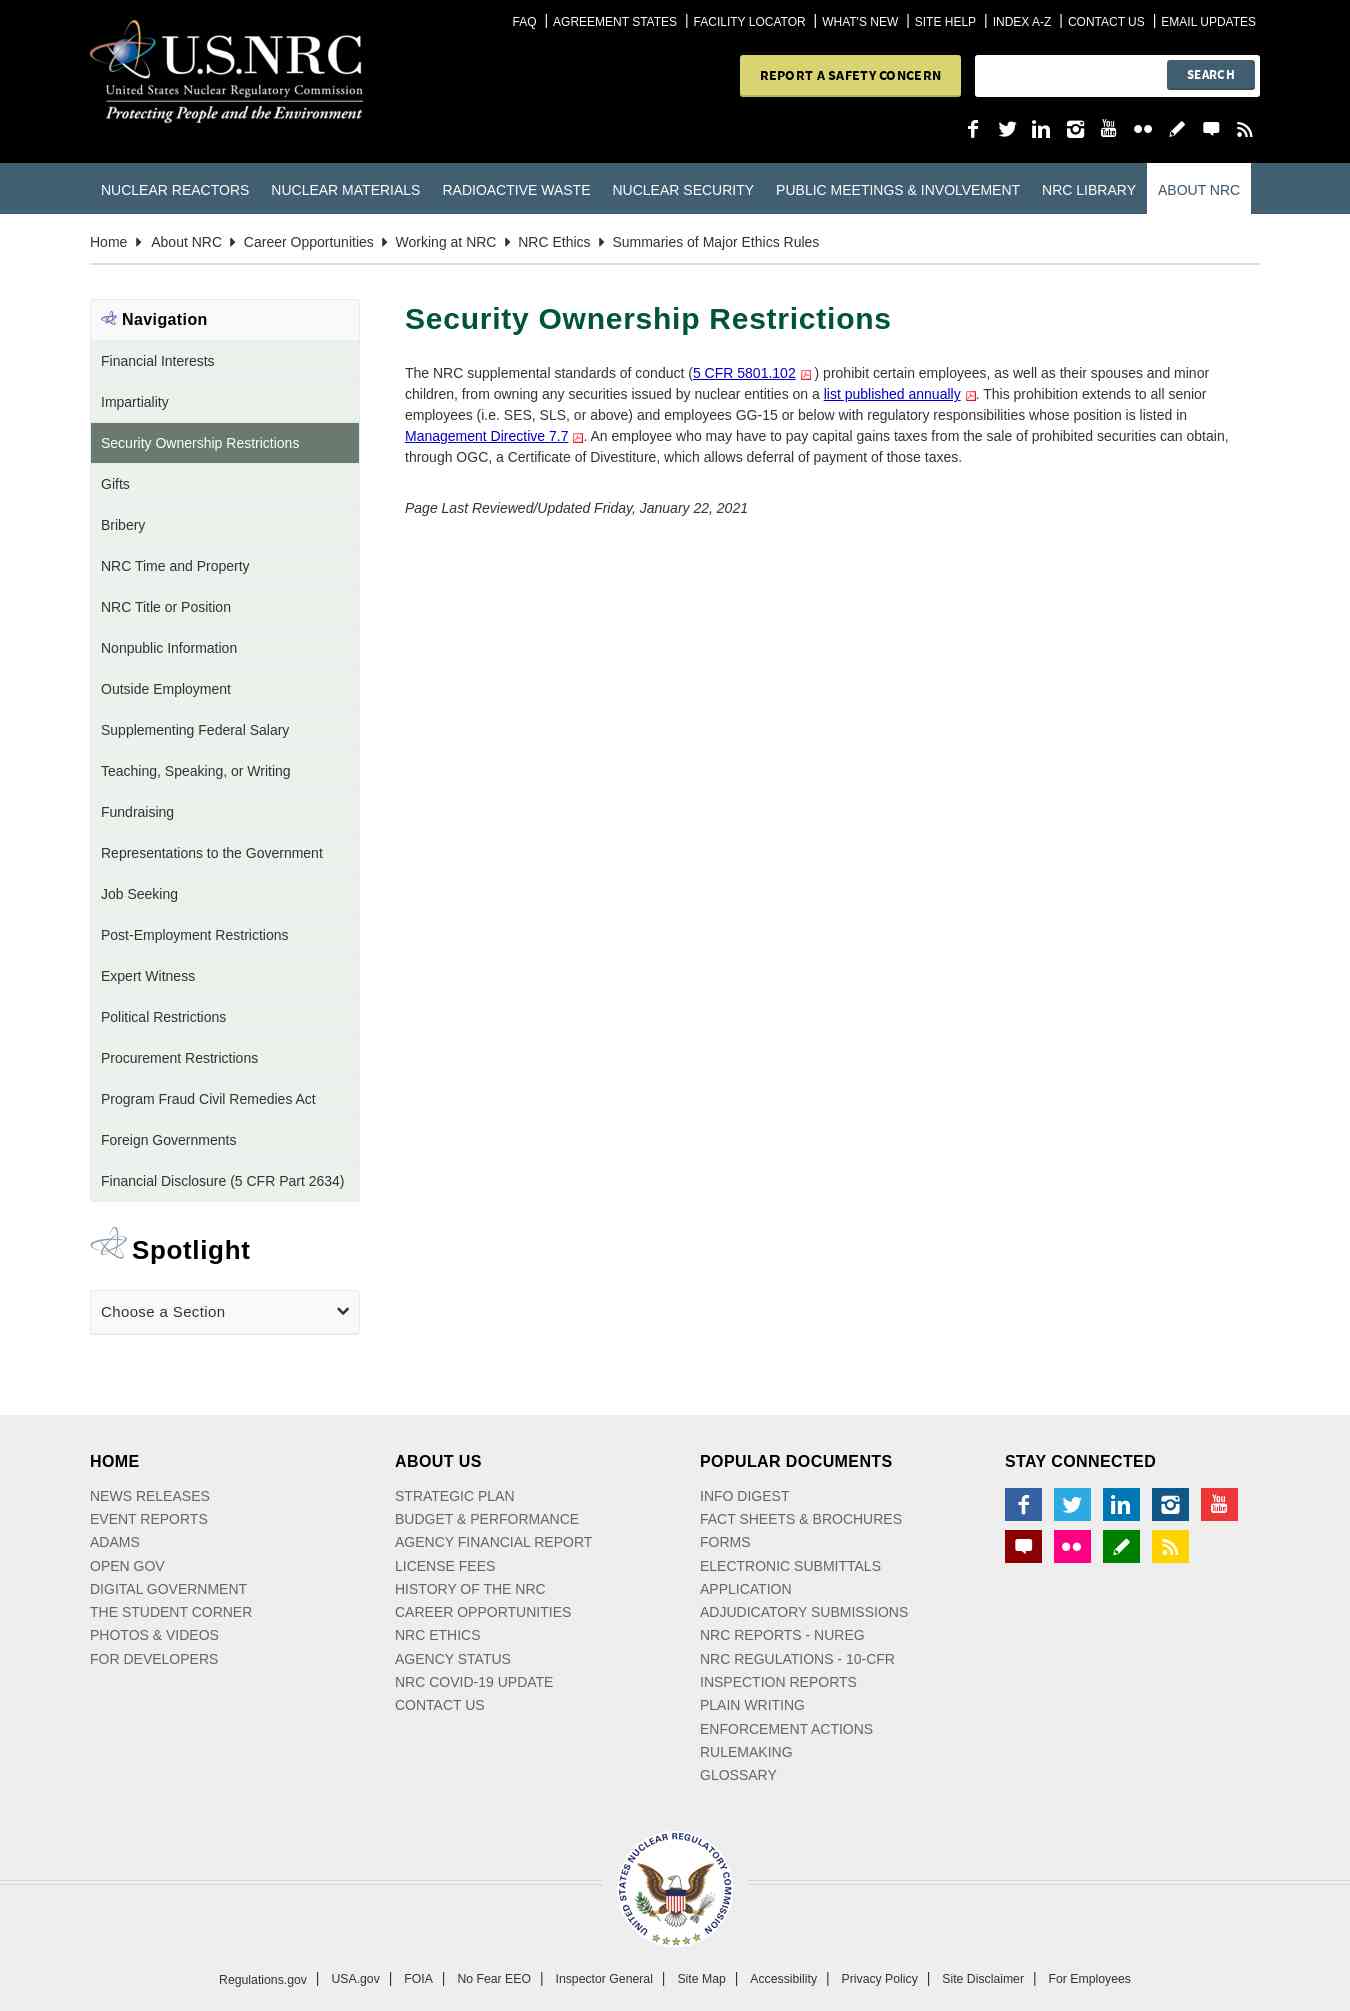 FAQ | AGREEMENT STATES | FACILITY LOCATOR | WHAT'S NEW | SITE HELP | INDEX A-Z | CONTACT US | EMAIL UPDATES
U.S.NRC
United States Nuclear Regulatory Commission
Protecting People and the Environment
REPORT A SAFETY CONCERN
SEARCH
NUCLEAR REACTORS NUCLEAR MATERIALS RADIOACTIVE WASTE NUCLEAR SECURITY PUBLIC MEETINGS & INVOLVEMENT NRC LIBRARY ABOUT NRC
Home About NRC Career Opportunities Working at NRC NRC Ethics Summaries of Major Ethics Rules
Navigation
Financial Interests
Impartiality
Security Ownership Restrictions
Gifts
Bribery
NRC Time and Property
NRC Title or Position
Nonpublic Information
Outside Employment
Supplementing Federal Salary
Teaching, Speaking, or Writing
Fundraising
Representations to the Government
Job Seeking
Post-Employment Restrictions
Expert Witness
Political Restrictions
Procurement Restrictions
Program Fraud Civil Remedies Act
Foreign Governments
Financial Disclosure (5 CFR Part 2634)
Spotlight
Choose a Section
Security Ownership Restrictions
The NRC supplemental standards of conduct (5 CFR 5801.102 ) prohibit certain employees, as well as their spouses and minor
children, from owning any securities issued by nuclear entities on a list published annually . This prohibition extends to all senior
employees (i.e. SES, SLS, or above) and employees GG-15 or below with regulatory responsibilities whose position is listed in
Management Directive 7.7 . An employee who may have to pay capital gains taxes from the sale of prohibited securities can obtain,
through OGC, a Certificate of Divestiture, which allows deferral of payment of those taxes.
Page Last Reviewed/Updated Friday, January 22, 2021
HOME
NEWS RELEASES
EVENT REPORTS
ADAMS
OPEN GOV
DIGITAL GOVERNMENT
THE STUDENT CORNER
PHOTOS & VIDEOS
FOR DEVELOPERS
ABOUT US
STRATEGIC PLAN
BUDGET & PERFORMANCE
AGENCY FINANCIAL REPORT
LICENSE FEES
HISTORY OF THE NRC
CAREER OPPORTUNITIES
NRC ETHICS
AGENCY STATUS
NRC COVID-19 UPDATE
CONTACT US
POPULAR DOCUMENTS
INFO DIGEST
FACT SHEETS & BROCHURES
FORMS
ELECTRONIC SUBMITTALS
APPLICATION
ADJUDICATORY SUBMISSIONS
NRC REPORTS - NUREG
NRC REGULATIONS - 10-CFR
INSPECTION REPORTS
PLAIN WRITING
ENFORCEMENT ACTIONS
RULEMAKING
GLOSSARY
STAY CONNECTED
You Tube
UNITED STATES NUCLEAR REGULATORY COMMISSION
Regulations.gov | USA.gov | FOIA | No Fear EEO | Inspector General | Site Map | Accessibility | Privacy Policy | Site Disclaimer | For Employees